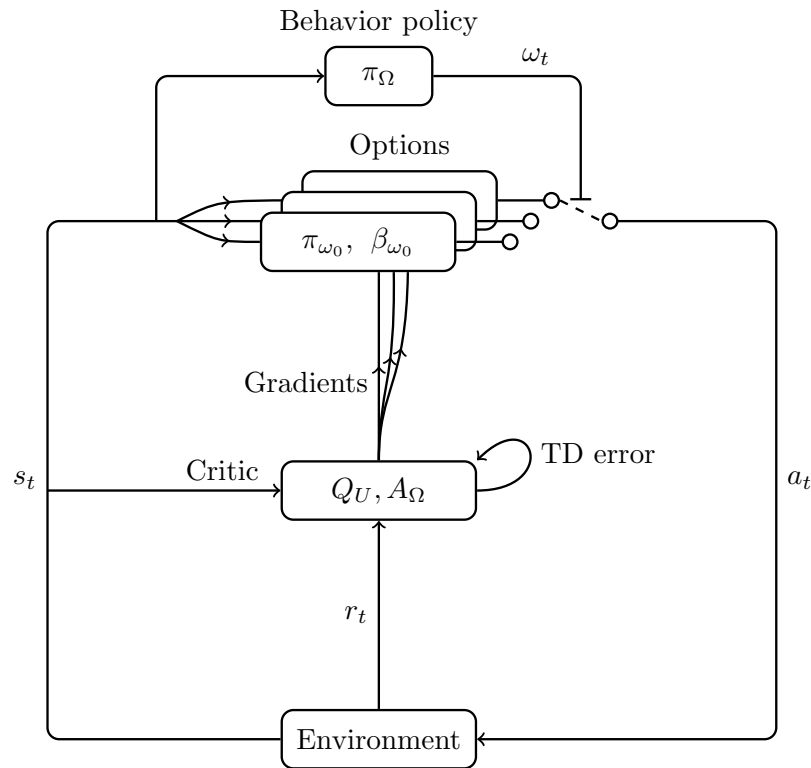 Behavior policy
π_Ω
ω_t
Options
π_{ω_0}, β_{ω_0}
Gradients
Critic
TD error
s_t
Q_U, A_Ω
a_t
r_t
Environment